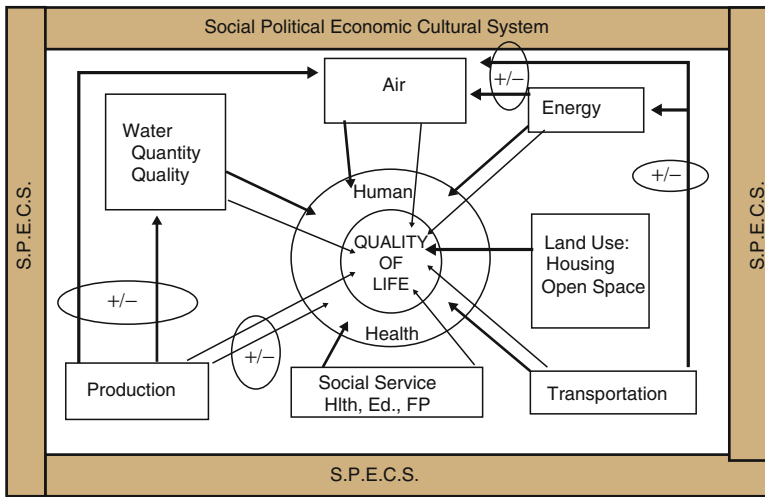 Social Political Economic Cultural System
S.P.E.C.S.
S.P.E.C.S.
Air
+/−
Energy
Water
Quantity
Quality
+/−
Human
QUALITY
OF
LIFE
Health
Land Use:
Housing
Open Space
+/−
+/−
Production
Social Service
Hlth, Ed., FP
Transportation
S.P.E.C.S.